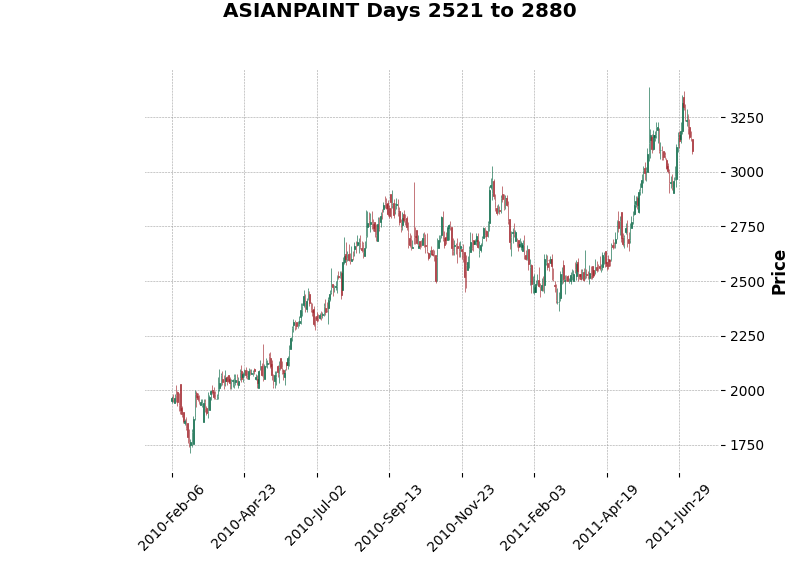 ASIANPAINT Days 2521 to 2880
3250
3000
2750
2500
2250
2000
1750
Price
2010-Feb-06
2010-Apr-23
2010-Jul-02
2010-Sep-13
2010-Nov-23
2011-Feb-03
2011-Apr-19
2011-Jun-29